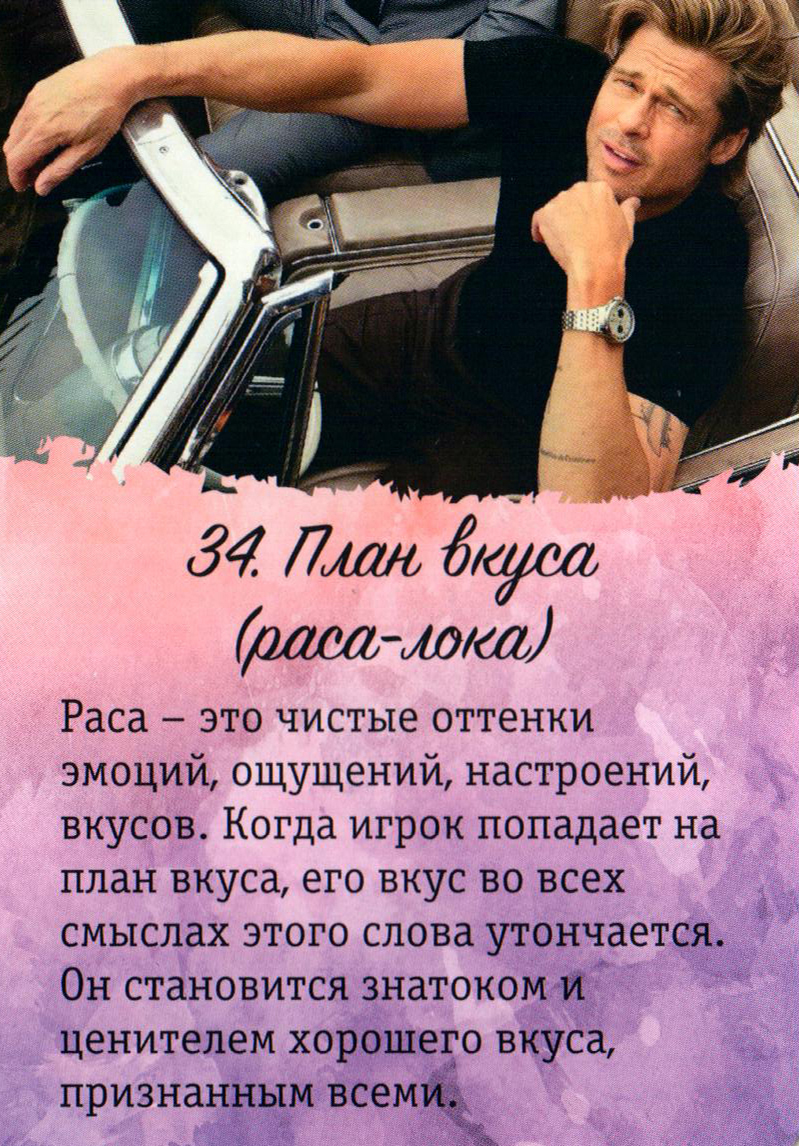 34. План вкуса
(раса-лока)
Раса – это чистые оттенки
эмоций, ощущений, настроений,
вкусов. Когда игрок попадает на
план вкуса, его вкус во всех
смыслах этого слова утончается.
Он становится знатоком и
ценителем хорошего вкуса,
признанным всеми.